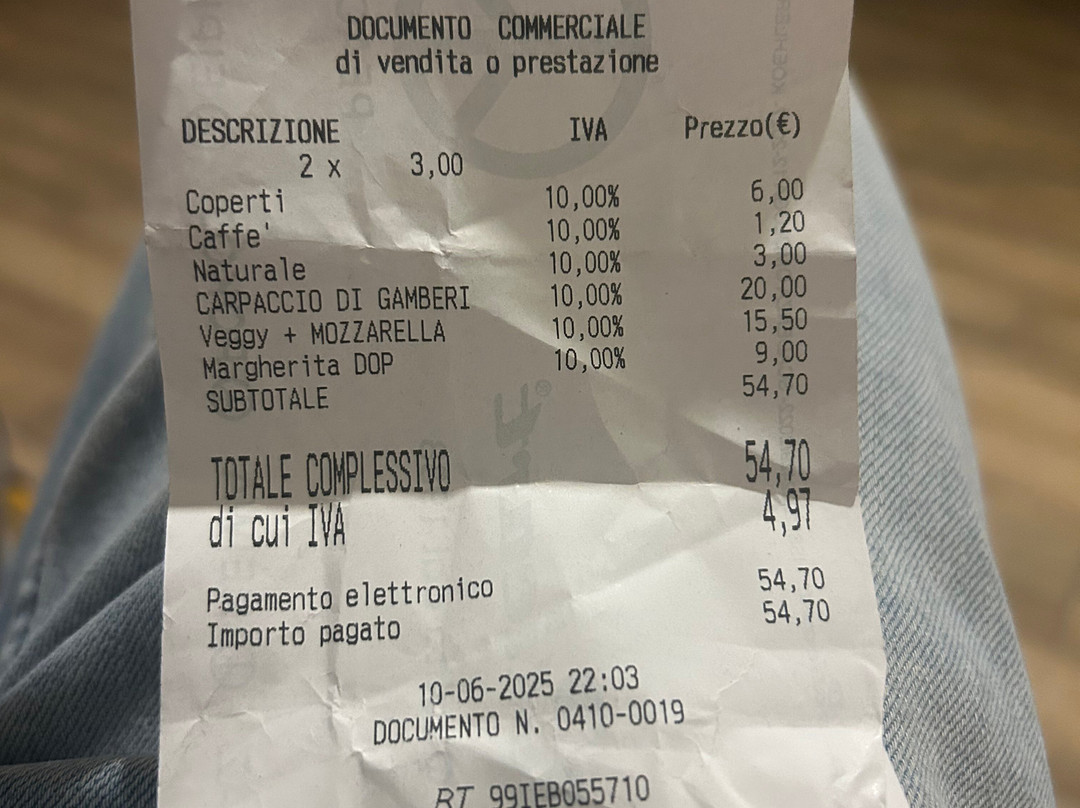 DOCUMENTO COMMERCIALE
di vendita o prestazione
DESCRIZIONE IVA Prezzo(€)
2 x 3,00
Coperti 10,00% 6,00
Caffe' 10,00% 1,20
Naturale 10,00% 3,00
CARPACCIO DI GAMBERI 10,00% 20,00
Veggy + MOZZARELLA 10,00% 15,50
Margherita DOP 10,00% 9,00
SUBTOTALE 54,70
TOTALE COMPLESSIVO 54,70
di cui IVA 4,97
Pagamento elettronico 54,70
Importo pagato 54,70
10-06-2025 22:03
DOCUMENTO N. 0410-0019
RT 99IEB055710